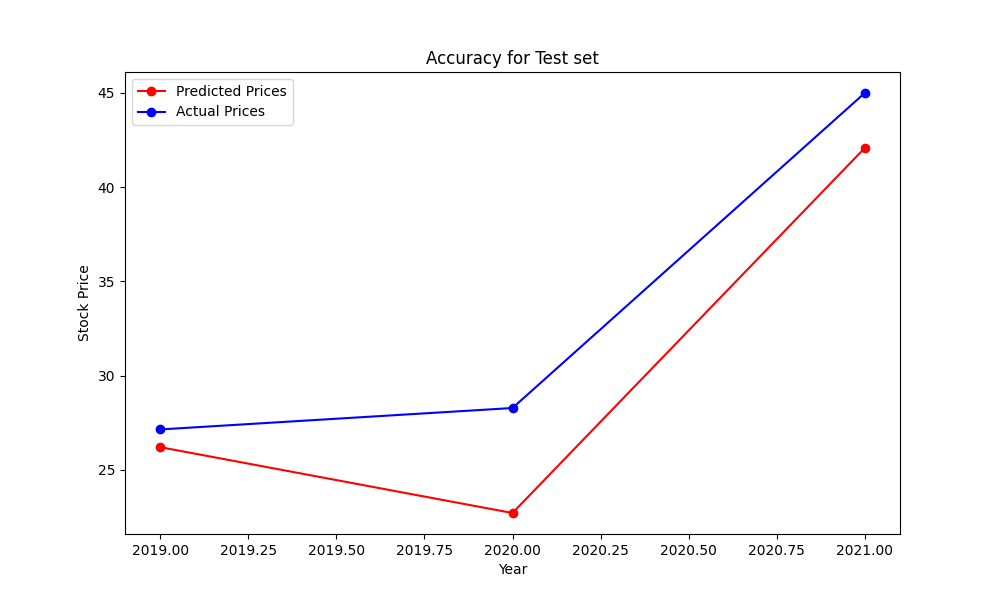 Accuracy for Test set
Predicted Prices
Actual Prices
45
40
35
30
25
Stock Price
2019.00 2019.25 2019.50 2019.75 2020.00 2020.25 2020.50 2020.75 2021.00
Year